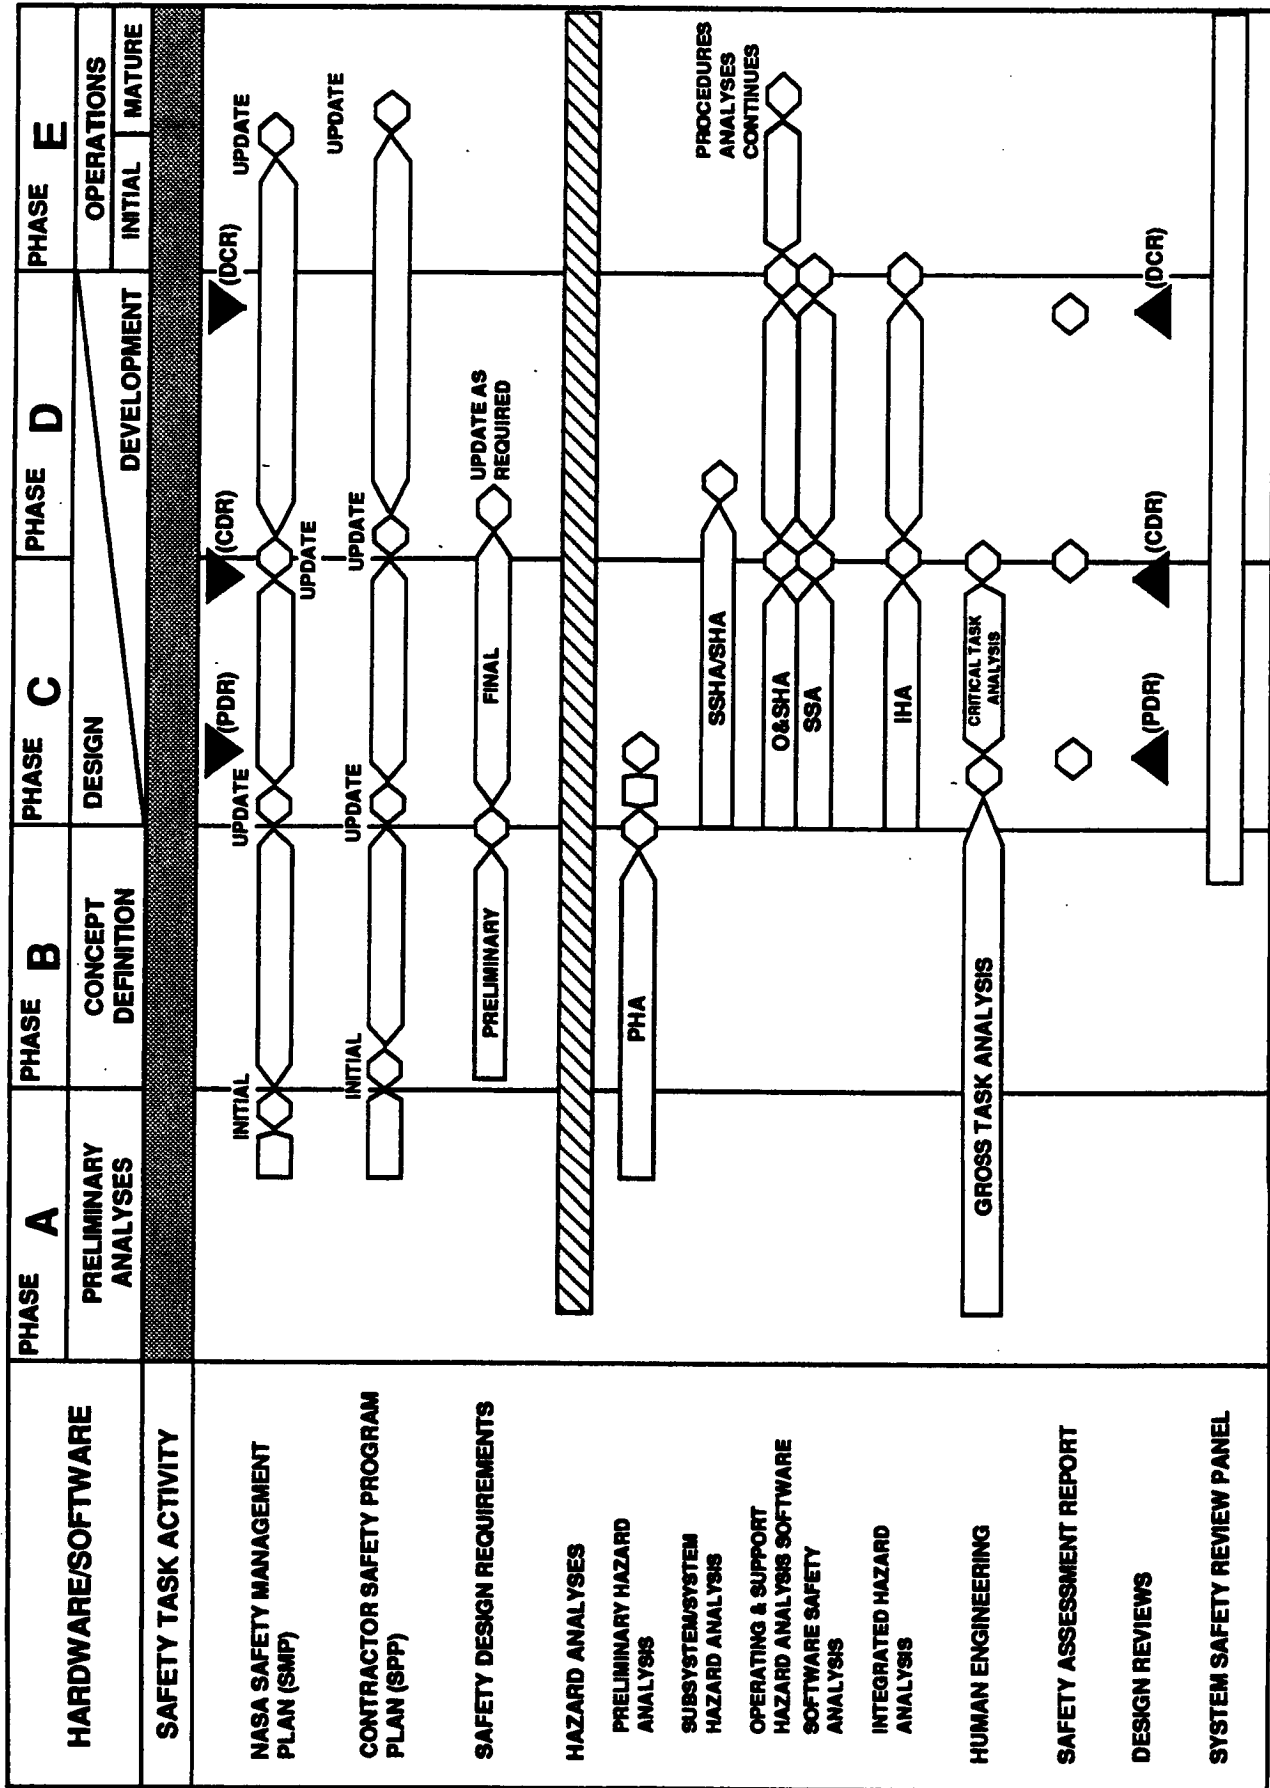 HARDWARE/SOFTWARE
PHASE A
PHASE B
PHASE C
PHASE D
PHASE E
PRELIMINARY
ANALYSES
CONCEPT
DEFINITION
DESIGN
DEVELOPMENT
OPERATIONS
INITIAL
MATURE
SAFETY TASK ACTIVITY
(PDR)
(CDR)
(DCR)
NASA SAFETY MANAGEMENT
PLAN (SMP)
INITIAL
UPDATE
UPDATE
UPDATE
CONTRACTOR SAFETY PROGRAM
PLAN (SPP)
INITIAL
UPDATE
UPDATE
UPDATE
SAFETY DESIGN REQUIREMENTS
PRELIMINARY
FINAL
UPDATE AS
REQUIRED
HAZARD ANALYSES
PRELIMINARY HAZARD
ANALYSIS
PHA
SUBSYSTEM/SYSTEM
HAZARD ANALYSIS
SSHA/SHA
OPERATING & SUPPORT
HAZARD ANALYSIS SOFTWARE
O&SHA
PROCEDURES
ANALYSES
CONTINUES
SOFTWARE SAFETY
ANALYSIS
SSA
INTEGRATED HAZARD
ANALYSIS
IHA
HUMAN ENGINEERING
GROSS TASK ANALYSIS
CRITICAL TASK
ANALYSIS
SAFETY ASSESSMENT REPORT
DESIGN REVIEWS
(PDR)
(CDR)
(DCR)
SYSTEM SAFETY REVIEW PANEL